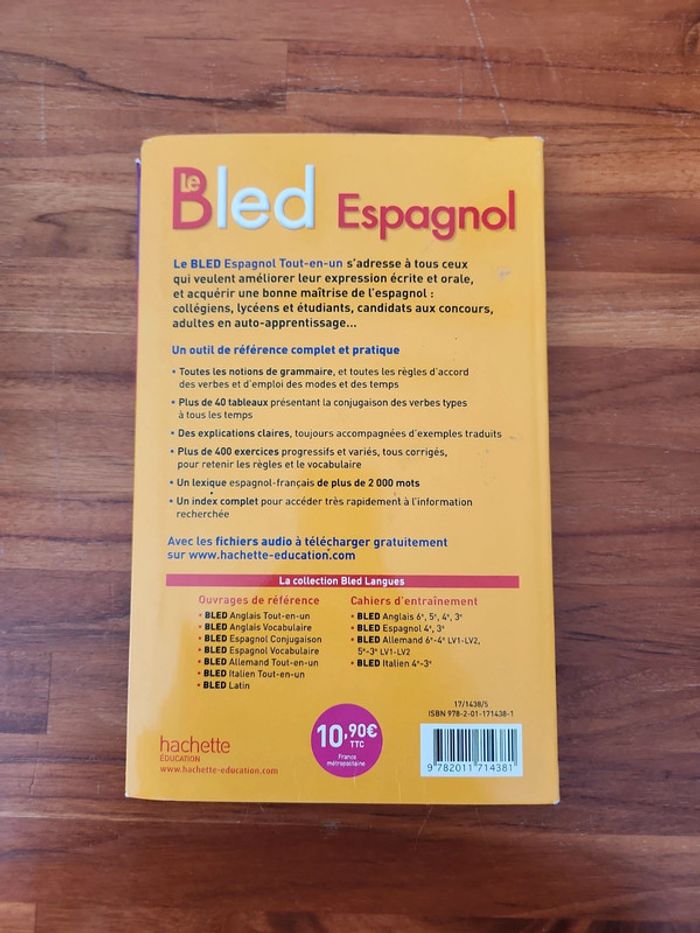 Le Bled Espagnol
Le BLED Espagnol Tout-en-un s'adresse à tous ceux
qui veulent améliorer leur expression écrite et orale,
et acquérir une bonne maîtrise de l'espagnol :
collégiens, lycéens et étudiants, candidats aux concours,
adultes en auto-apprentissage...
Un outil de référence complet et pratique
• Toutes les notions de grammaire, et toutes les règles d'accord
des verbes et d'emploi des modes et des temps
• Plus de 40 tableaux présentant la conjugaison des verbes types
à tous les temps
• Des explications claires, toujours accompagnées d'exemples traduits
• Plus de 400 exercices progressifs et variés, tous corrigés,
pour retenir les règles et le vocabulaire
• Un lexique espagnol-français de plus de 2 000 mots
• Un index complet pour accéder très rapidement à l'information
recherchée
Avec les fichiers audio à télécharger gratuitement
sur www.hachette-education.com
La collection Bled Langues
Ouvrages de référence
• BLED Anglais Tout-en-un
• BLED Anglais Vocabulaire
• BLED Espagnol Conjugaison
• BLED Espagnol Vocabulaire
• BLED Allemand Tout-en-un
• BLED Italien Tout-en-un
• BLED Latin
Cahiers d'entraînement
• BLED Anglais 6e, 5e, 4e, 3e
• BLED Espagnol 4e, 3e
• BLED Allemand 6e-4e LV1-LV2,
5e-3e LV1-LV2
• BLED Italien 4e-3e
17/1438/5
ISBN 978-2-01-171438-1
10,90€
TTC
France
métropolitaine
hachette
ÉDUCATION
www.hachette-education.com
9 782011 714381